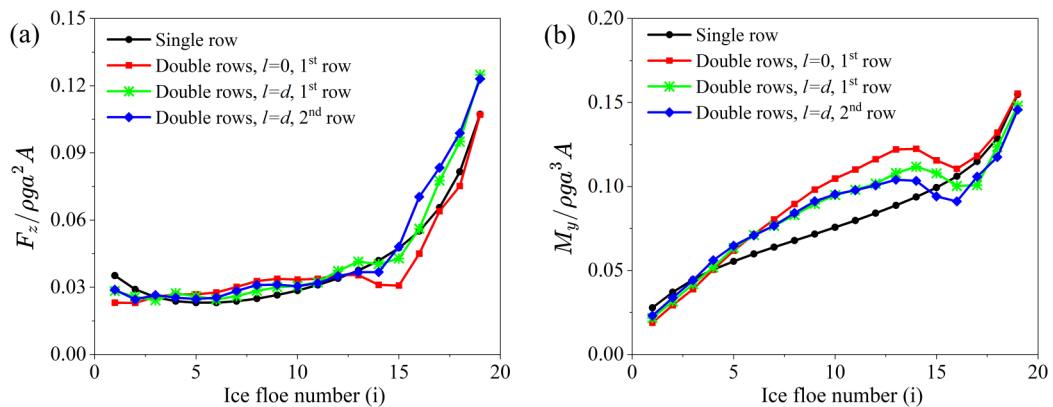 (a)
Single row
Double rows, l=0, 1st row
Double rows, l=d, 1st row
Double rows, l=d, 2nd row
0.15
0.12
0.09
0.06
0.03
0.00
Fz/ρga² A
0 5 10 15 20
Ice floe number (i)
(b)
Single row
Double rows, l=0, 1st row
Double rows, l=d, 1st row
Double rows, l=d, 2nd row
0.20
0.15
0.10
0.05
0.00
My/ρga³ A
0 5 10 15 20
Ice floe number (i)